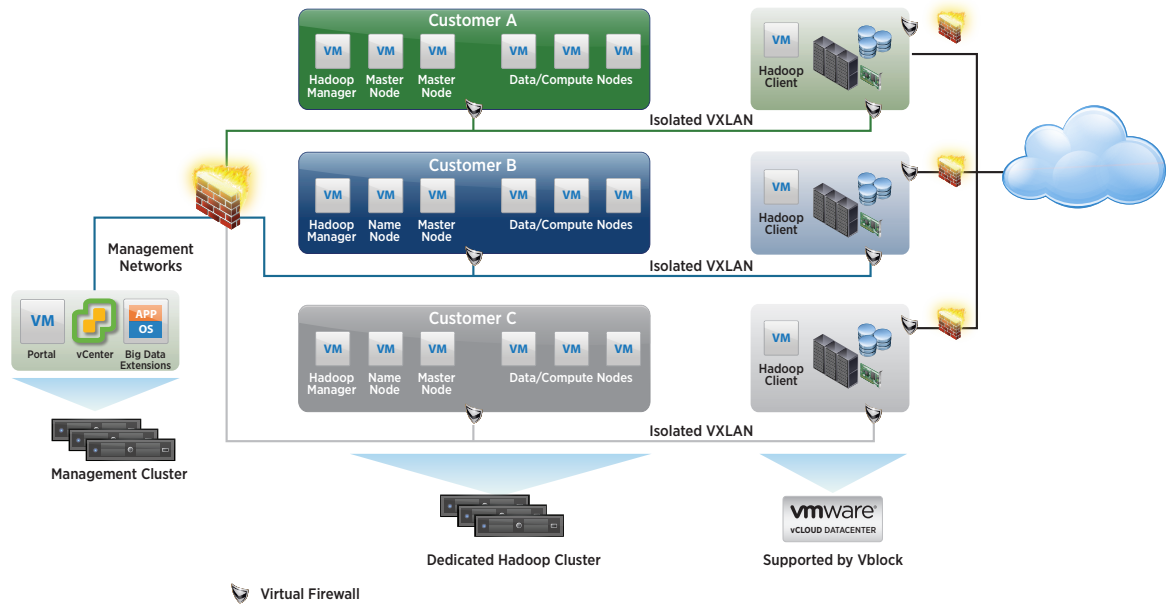 Customer A
VM VM VM VM VM VM
Hadoop Manager
Master Node
Master Node
Data/Compute Nodes
VM
Hadoop Client
Isolated VXLAN
Customer B
VM VM VM VM VM VM
Hadoop Manager
Name Node
Master Node
Data/Compute Nodes
VM
Hadoop Client
Isolated VXLAN
Management
Networks
VM
APP
OS
Portal
vCenter
Big Data
Extensions
Customer C
VM VM VM VM VM VM
Hadoop Manager
Name Node
Master Node
Data/Compute Nodes
VM
Hadoop Client
Isolated VXLAN
Management Cluster
Dedicated Hadoop Cluster
vmware®
vCLOUD DATACENTER
Supported by Vblock
Virtual Firewall